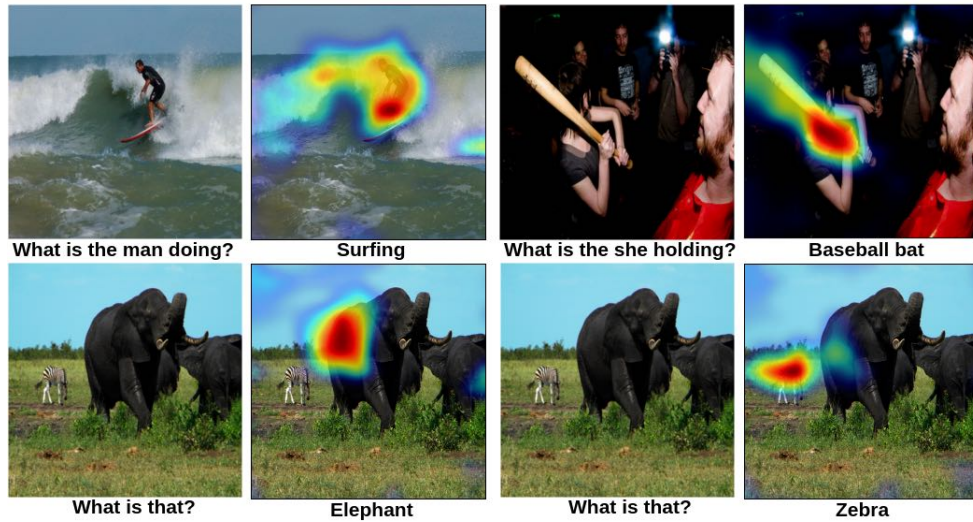 What is the man doing?
Surfing
What is the she holding?
Baseball bat
What is that?
Elephant
What is that?
Zebra